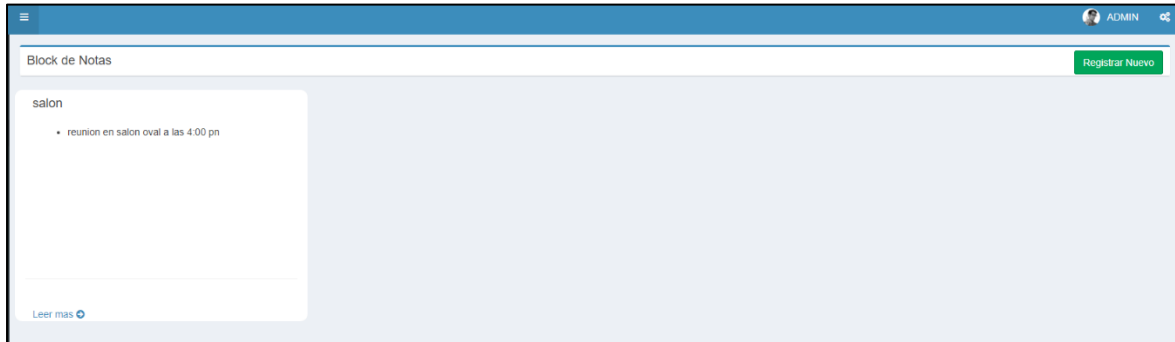 ADMIN
Block de Notas
Registrar Nuevo
salon
reunion en salon oval a las 4:00 pn
Leer mas